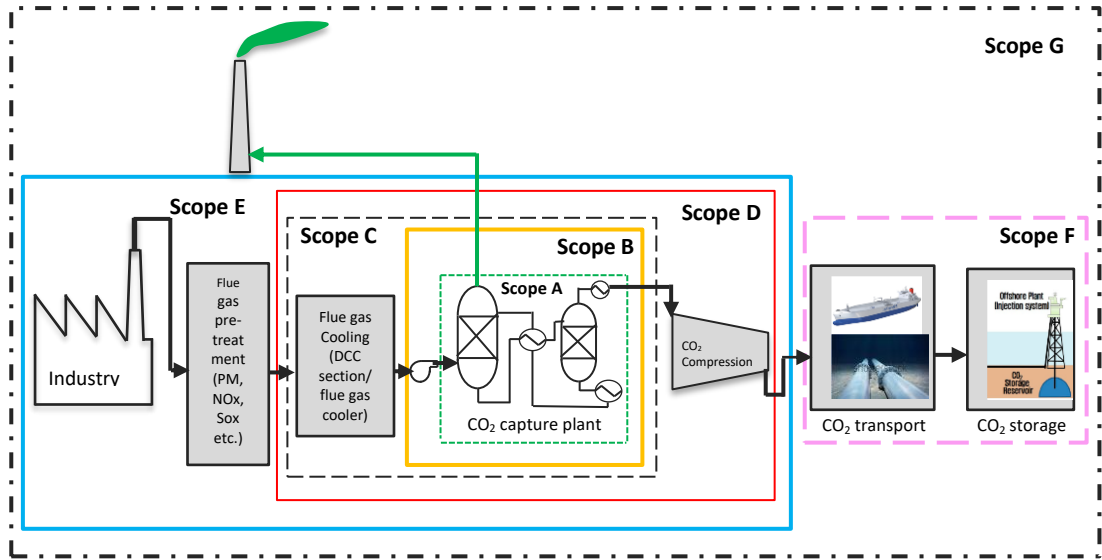 Scope G
Scope E
Scope D
Scope C
Scope B
Scope F
Scope A
Flue
gas
pre-
treat
ment
(PM,
NOx,
Sox
etc.)
Flue gas
Cooling
(DCC
section/
flue gas
cooler)
Industry
CO₂ capture plant
CO₂
Compression
Offshore Plant
(Injection system)
CO₂
Storage
Reservoir
CO₂ transport
CO₂ storage